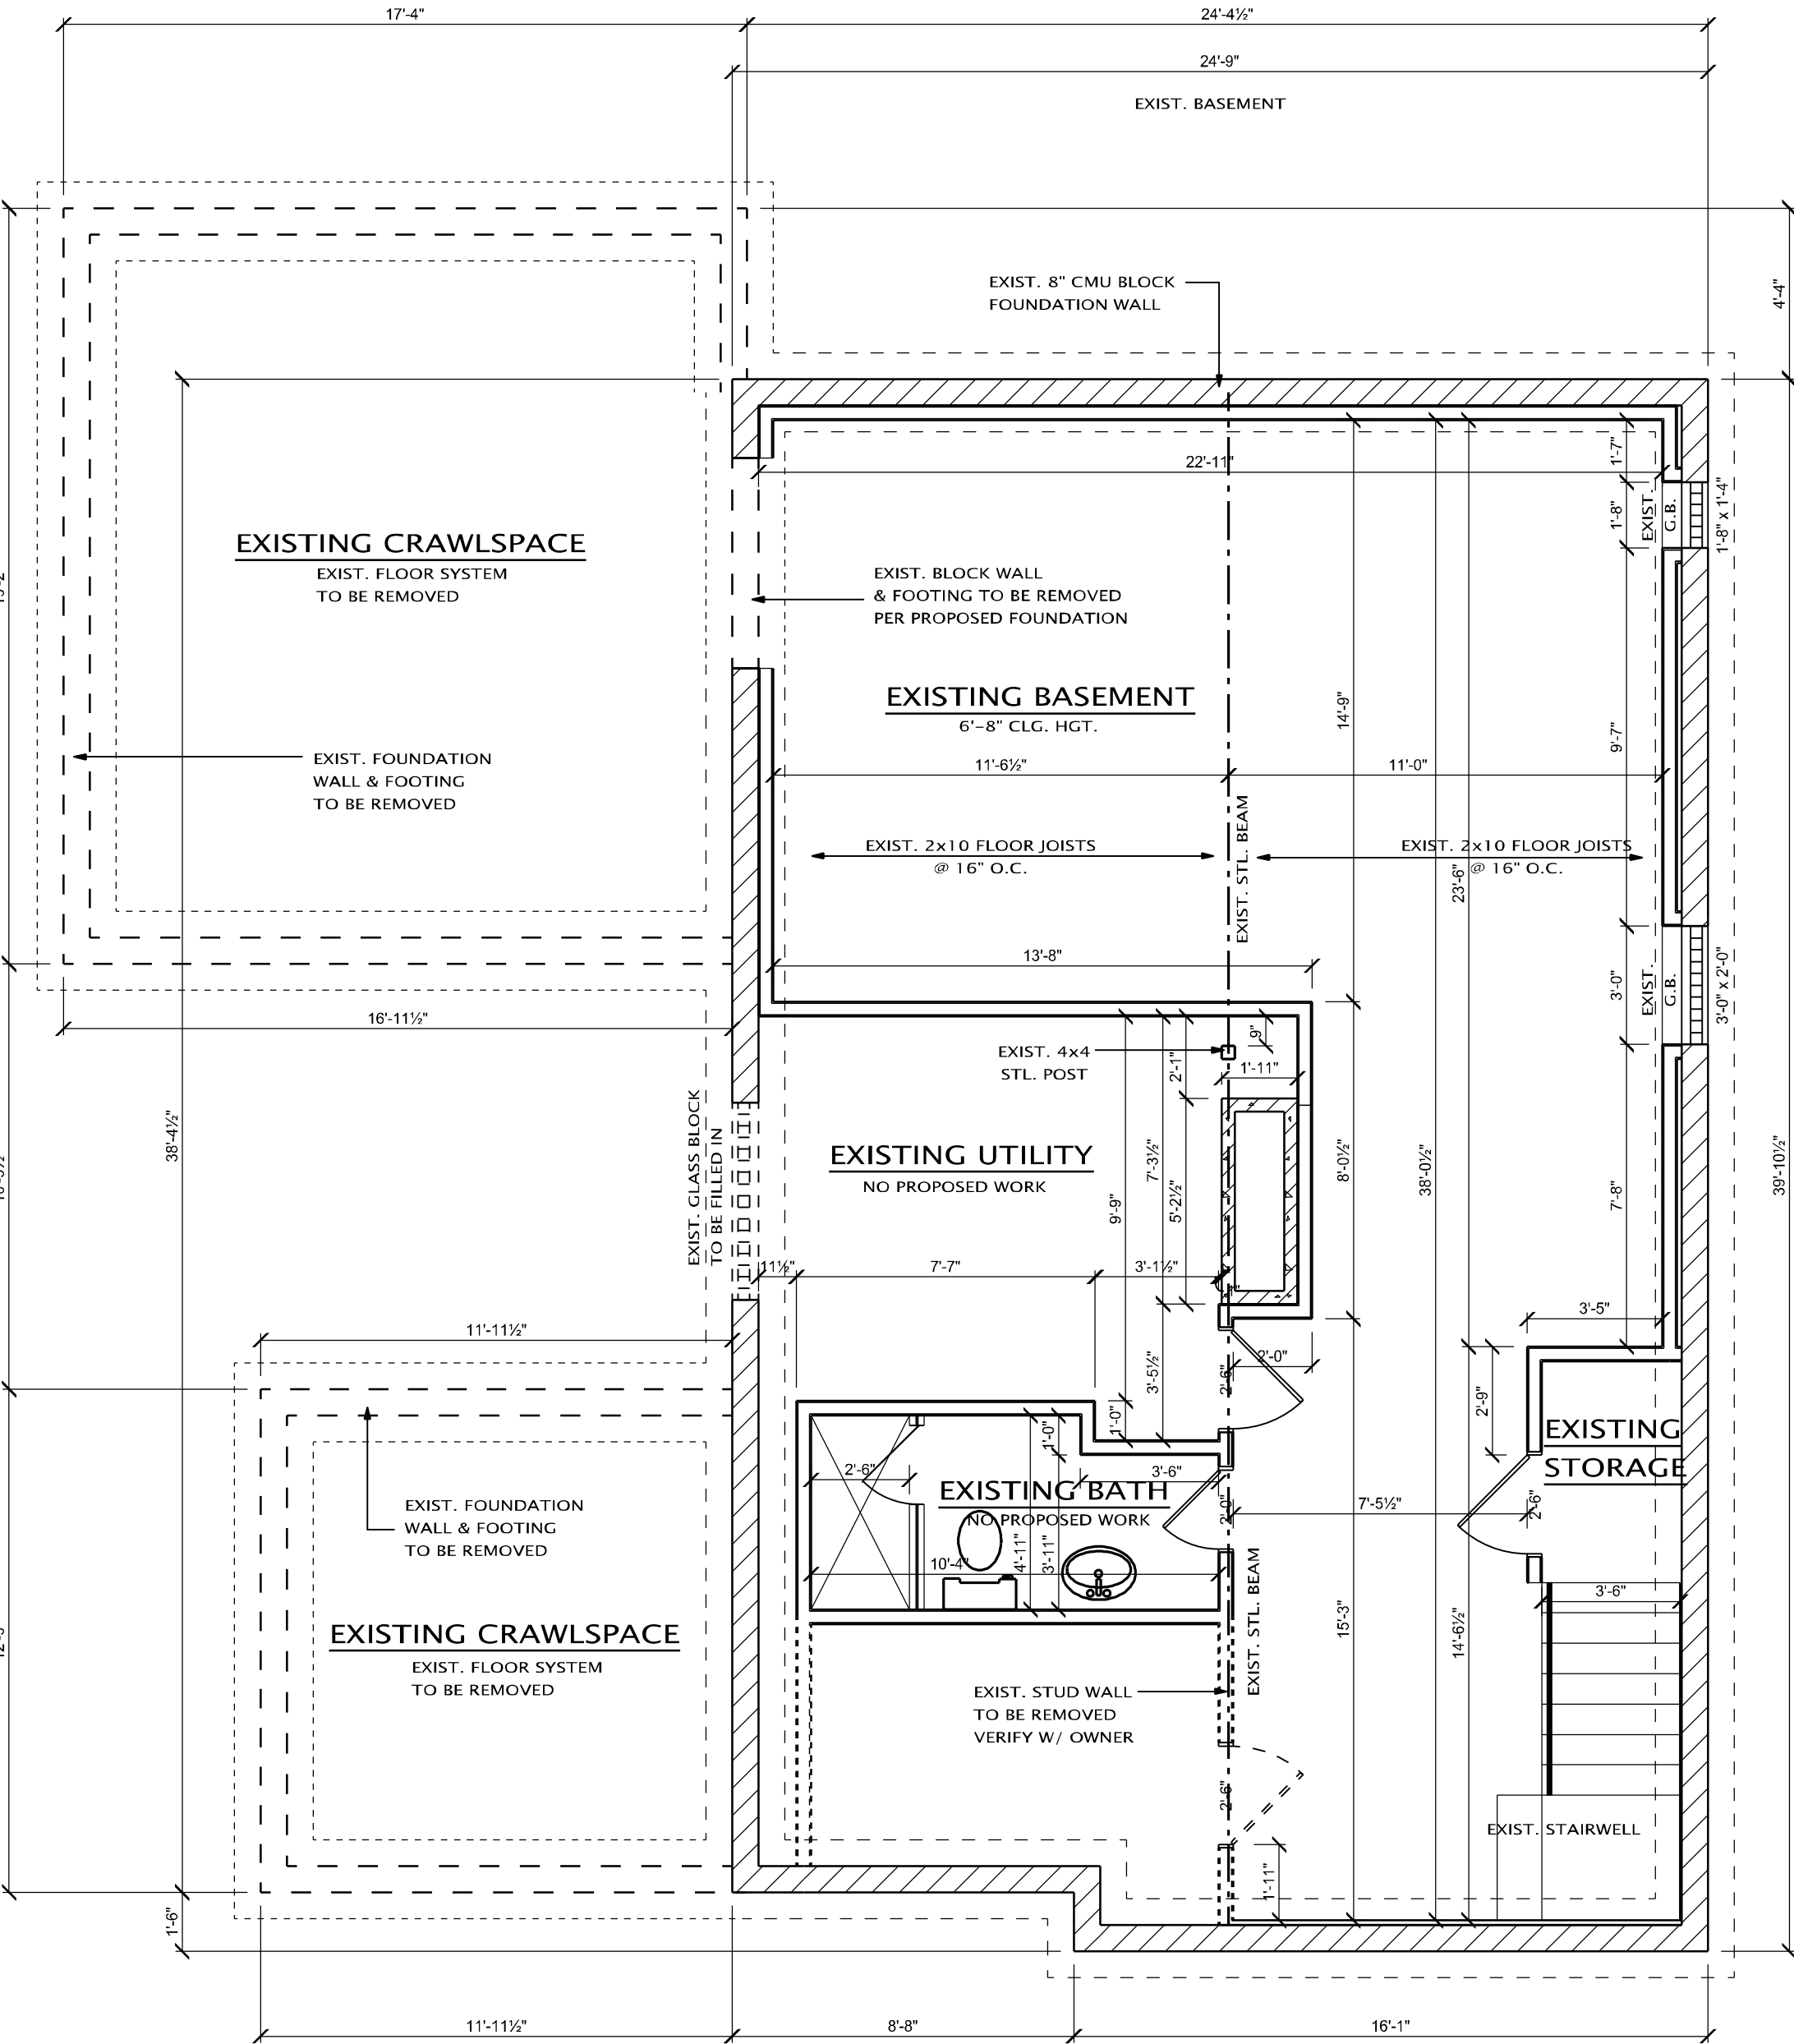 17'-4"
24'-4½"
24'-9"
EXIST. BASEMENT
EXIST. 8" CMU BLOCK
FOUNDATION WALL
4'-4"
22'-11"
1'-7"
1'-8"
EXIST.
G.B.
1'-8" x 1'-4"
EXISTING CRAWLSPACE
EXIST. FLOOR SYSTEM
TO BE REMOVED
EXIST. BLOCK WALL
& FOOTING TO BE REMOVED
PER PROPOSED FOUNDATION
EXISTING BASEMENT
6'-8" CLG. HGT.
14'-9"
9'-7"
EXIST. FOUNDATION
WALL & FOOTING
TO BE REMOVED
11'-6½"
11'-0"
EXIST. 2x10 FLOOR JOISTS
@ 16" O.C.
EXIST. STL. BEAM
EXIST. 2x10 FLOOR JOISTS
@ 16" O.C.
23'-6"
13'-8"
3'-0"
EXIST.
G.B.
3'-0" x 2'-0"
16'-11½"
EXIST. 4x4
STL. POST
2'-1"
9"
1'-11"
38'-4½"
EXIST. GLASS BLOCK
TO BE FILLED IN
EXISTING UTILITY
NO PROPOSED WORK
9'-9"
7'-3½"
5'-2½"
8'-0½"
38'-0½"
7'-8"
39'-10½"
11½"
7'-7"
3'-1½"
3'-5"
11'-11½"
3'-5½"
2'-6"
2'-0"
2'-9"
1'-0"
1'-0"
EXISTING
STORAGE
2'-6"
3'-6"
EXISTING BATH
NO PROPOSED WORK
2'-0"
7'-5½"
2'-6"
EXIST. FOUNDATION
WALL & FOOTING
TO BE REMOVED
10'-4"
4'-11"
3'-11"
3'-6"
EXISTING CRAWLSPACE
EXIST. FLOOR SYSTEM
TO BE REMOVED
EXIST. STL. BEAM
15'-3"
14'-6½"
EXIST. STUD WALL
TO BE REMOVED
VERIFY W/ OWNER
2'-6"
EXIST. STAIRWELL
1'-11"
1'-6"
11'-11½"
8'-8"
16'-1"